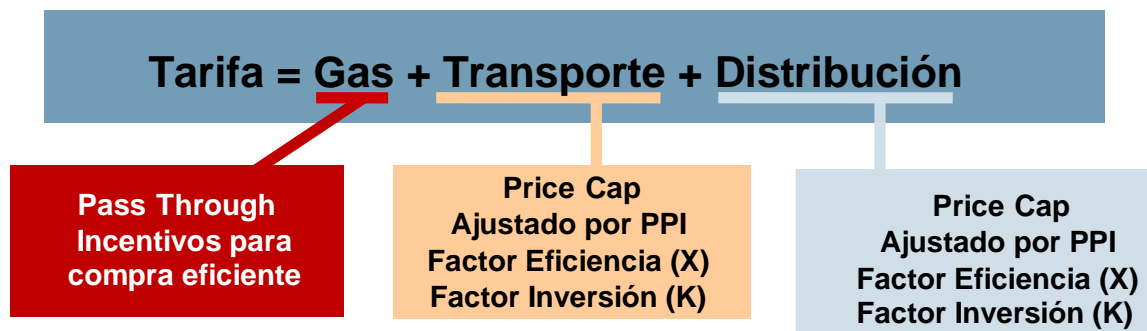 Tarifa = Gas + Transporte + Distribución
Pass Through
Incentivos para
compra eficiente
Price Cap
Ajustado por PPI
Factor Eficiencia (X)
Factor Inversión (K)
Price Cap
Ajustado por PPI
Factor Eficiencia (X)
Factor Inversión (K)